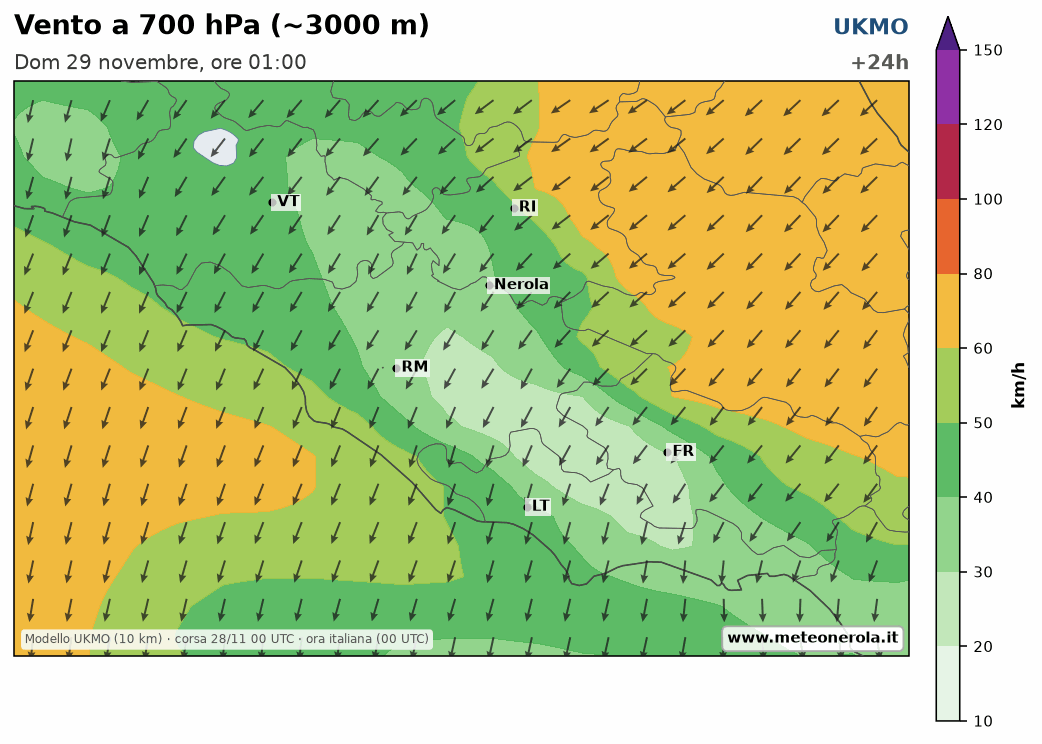 Vento a 700 hPa (~3000 m)
UKMO
Dom 29 novembre, ore 01:00
+24h
VT
RI
Nerola
RM
FR
LT
Modello UKMO (10 km) · corsa 28/11 00 UTC · ora italiana (00 UTC)
www.meteonerola.it
150
120
100
80
60
50
40
30
20
10
km/h